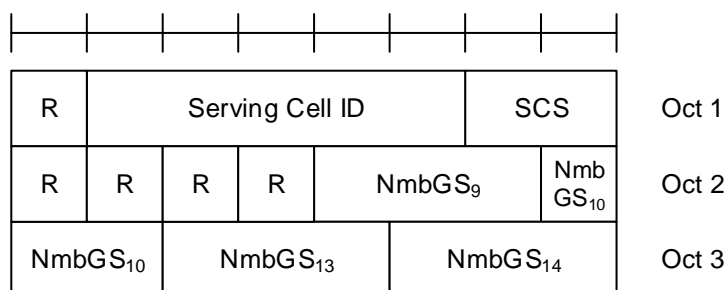 R Serving Cell ID SCS Oct 1
R R R R NmbGS₉ Nmb GS₁₀ Oct 2
NmbGS₁₀ NmbGS₁₃ NmbGS₁₄ Oct 3